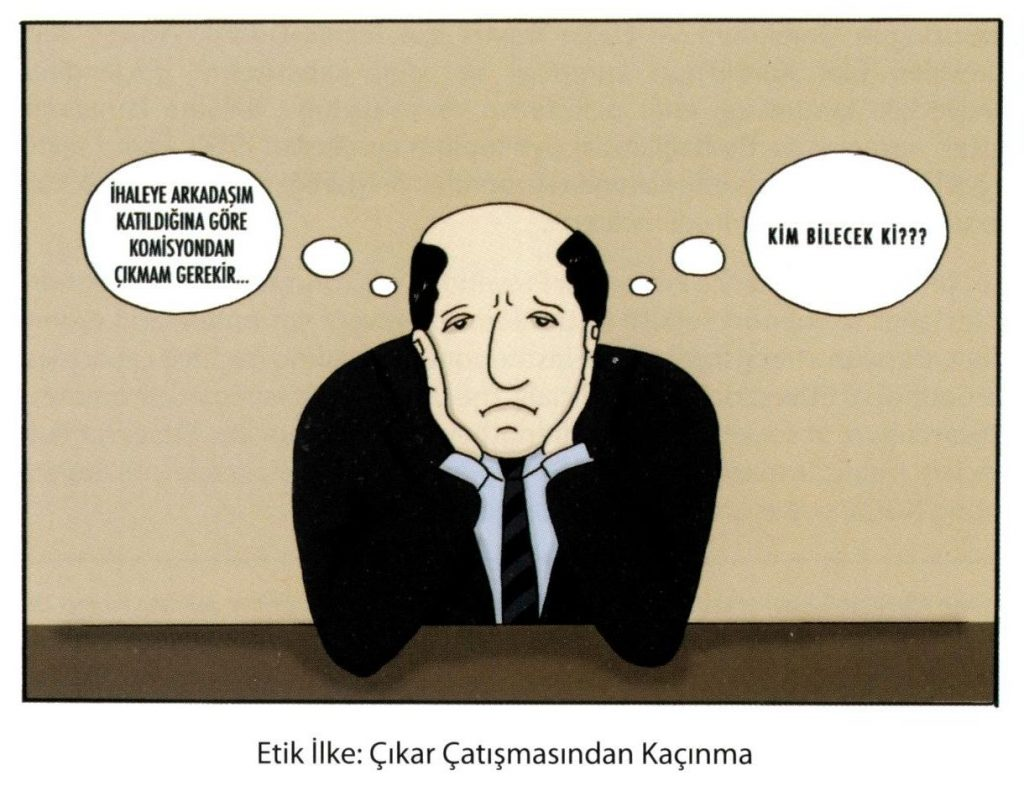 İHALEYE ARKADAŞIM
KATILDIĞINA GÖRE
KOMİSYONDAN
ÇIKMAM GEREKİR...
KİM BİLECEK Kİ???
Etik İlke: Çıkar Çatışmasından Kaçınma